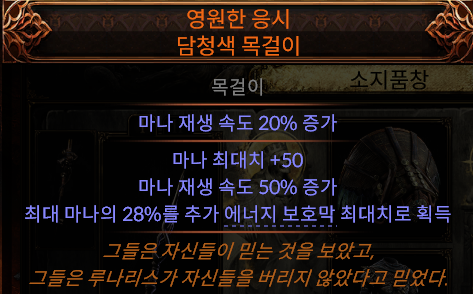 영원한 응시
담청색 목걸이
소지품창
목걸이
마나 재생 속도 20% 증가
마나 최대치 +50
마나 재생 속도 50% 증가
최대 마나의 28%를 추가 에너지 보호막 최대치로 획득
그들은 자신들이 믿는 것을 보았고,
그들은 루나리스가 자신들을 버리지 않았다고 믿었다.